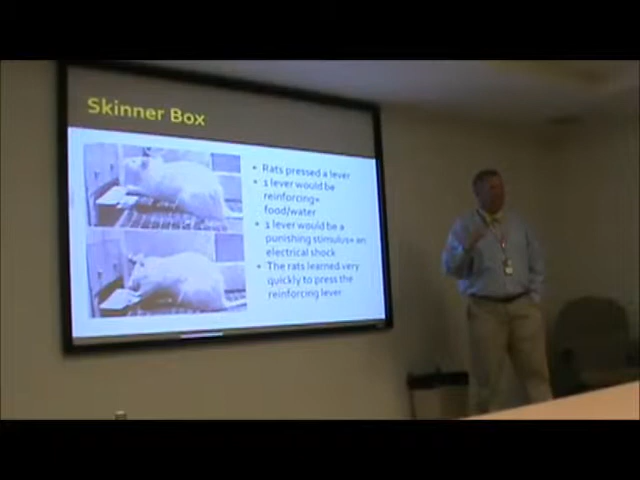 Skinner Box
• Rats pressed a lever
• 1 lever would be
reinforcing=
food/water
• 1 lever would be a
punishing stimulus= an
electrical shock
• The rats learned very
quickly to press the
reinforcing lever